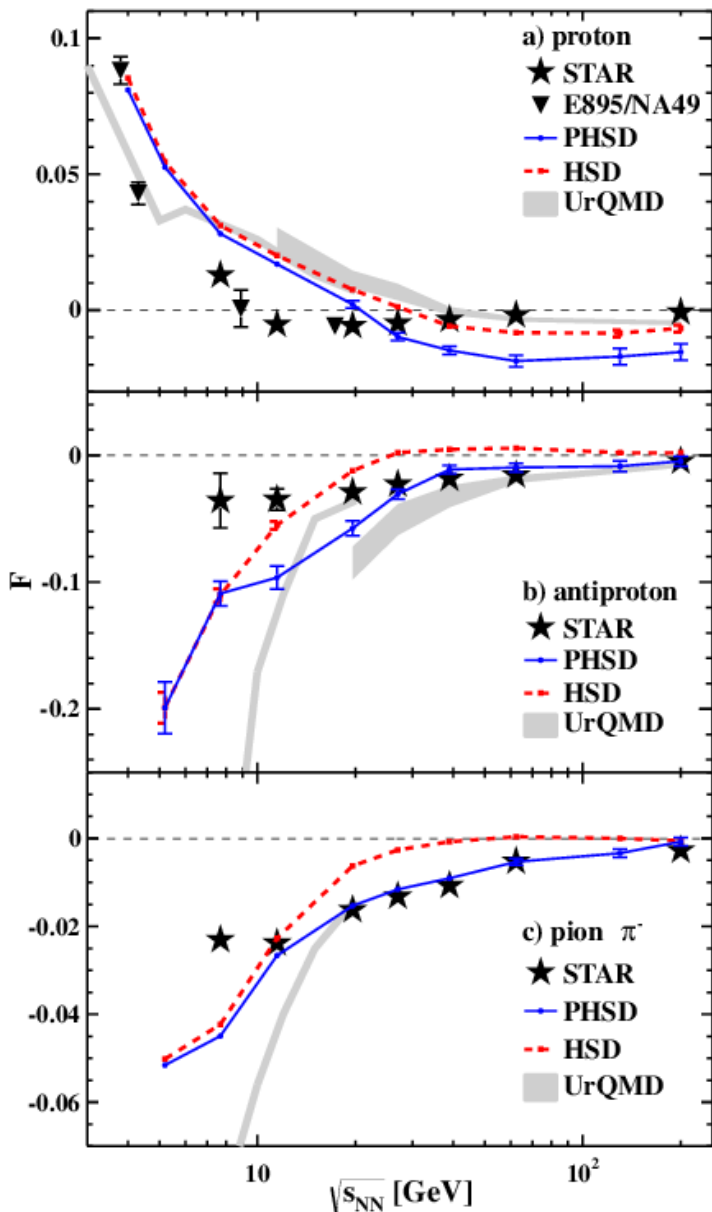 0.1
a) proton
STAR
E895/NA49
PHSD
HSD
UrQMD
0.05
0
0
-0.1
-0.2
F
b) antiproton
STAR
PHSD
HSD
UrQMD
0
-0.02
-0.04
-0.06
c) pion π⁻
STAR
PHSD
HSD
UrQMD
10
10²
√sNN [GeV]